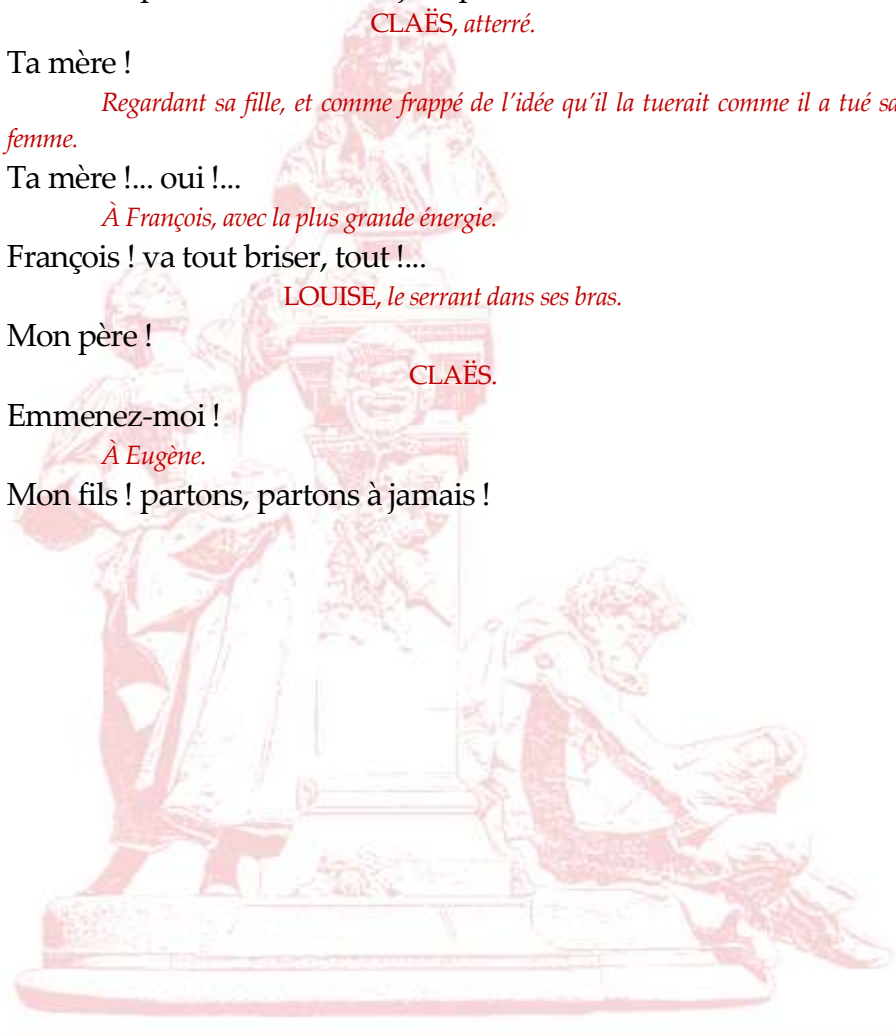 CLAËS, atterré.
Ta mère !
Regardant sa fille, et comme frappé de l'idée qu'il la tuerait comme il a tué sa
femme.
Ta mère !... oui !...
À François, avec la plus grande énergie.
François ! va tout briser, tout !...
LOUISE, le serrant dans ses bras.
Mon père !
CLAËS.
Emmenez-moi !
À Eugène.
Mon fils ! partons, partons à jamais !